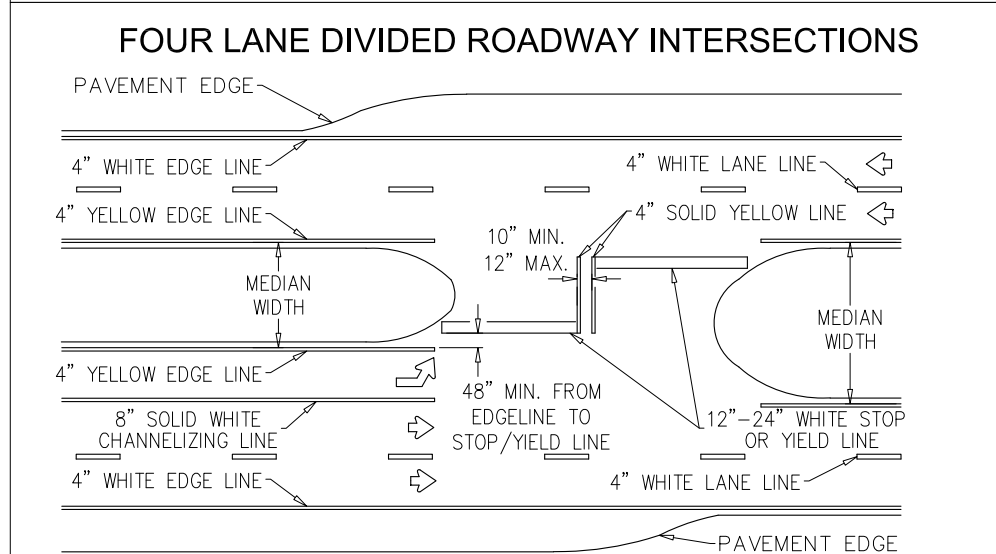 FOUR LANE DIVIDED ROADWAY INTERSECTIONS
PAVEMENT EDGE
4” WHITE EDGE LINE
4” WHITE LANE LINE
4” YELLOW EDGE LINE
4” SOLID YELLOW LINE
10” MIN.
12” MAX.
MEDIAN
WIDTH
MEDIAN
WIDTH
4” YELLOW EDGE LINE
48” MIN. FROM
EDGELINE TO
STOP/YIELD LINE
8” SOLID WHITE
CHANNELIZING LINE
12”–24” WHITE STOP
OR YIELD LINE
4” WHITE EDGE LINE
4” WHITE LANE LINE
PAVEMENT EDGE